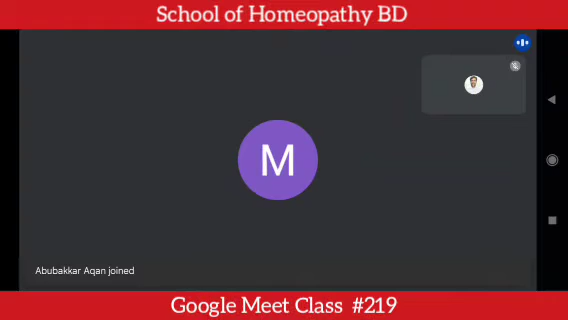 School of Homeopathy BD
M
Abubakkar Aqan joined
Google Meet Class #219